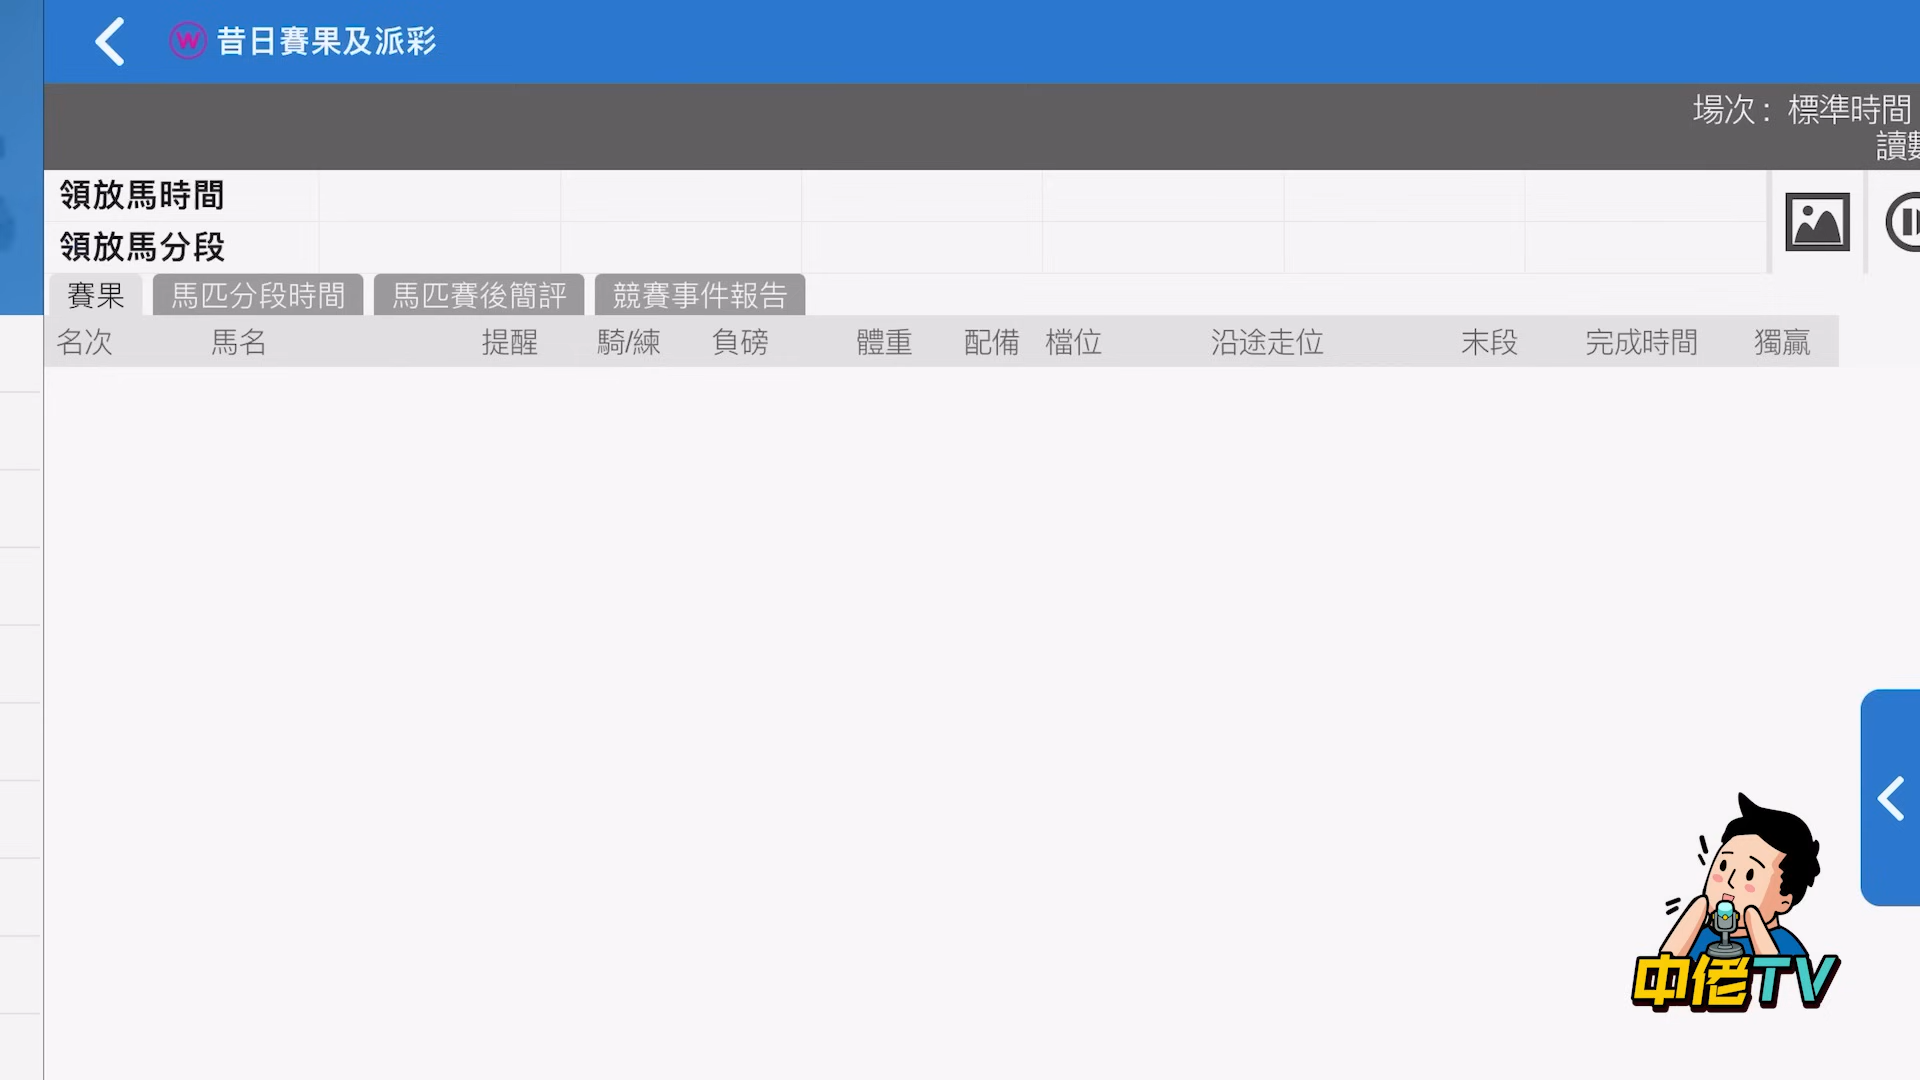 W 昔日賽果及派彩
場次： 標準時間
讀數
領放馬時間
領放馬分段
賽果 馬匹分段時間 馬匹賽後簡評 競賽事件報告
名次 馬名 提醒 騎/練 負磅 體重 配備 檔位 沿途走位 末段 完成時間 獨贏
中佬TV